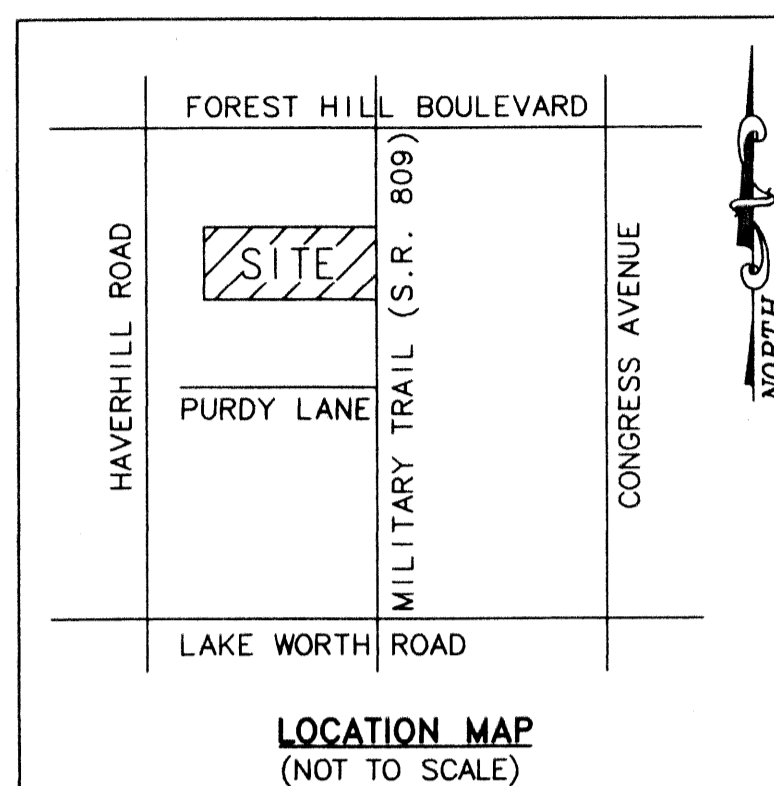 FOREST HILL BOULEVARD
HAVERHILL ROAD
SITE
MILITARY TRAIL (S.R. 809)
CONGRESS AVENUE
NORTH
PURDY LANE
LAKE WORTH ROAD
LOCATION MAP
(NOT TO SCALE)